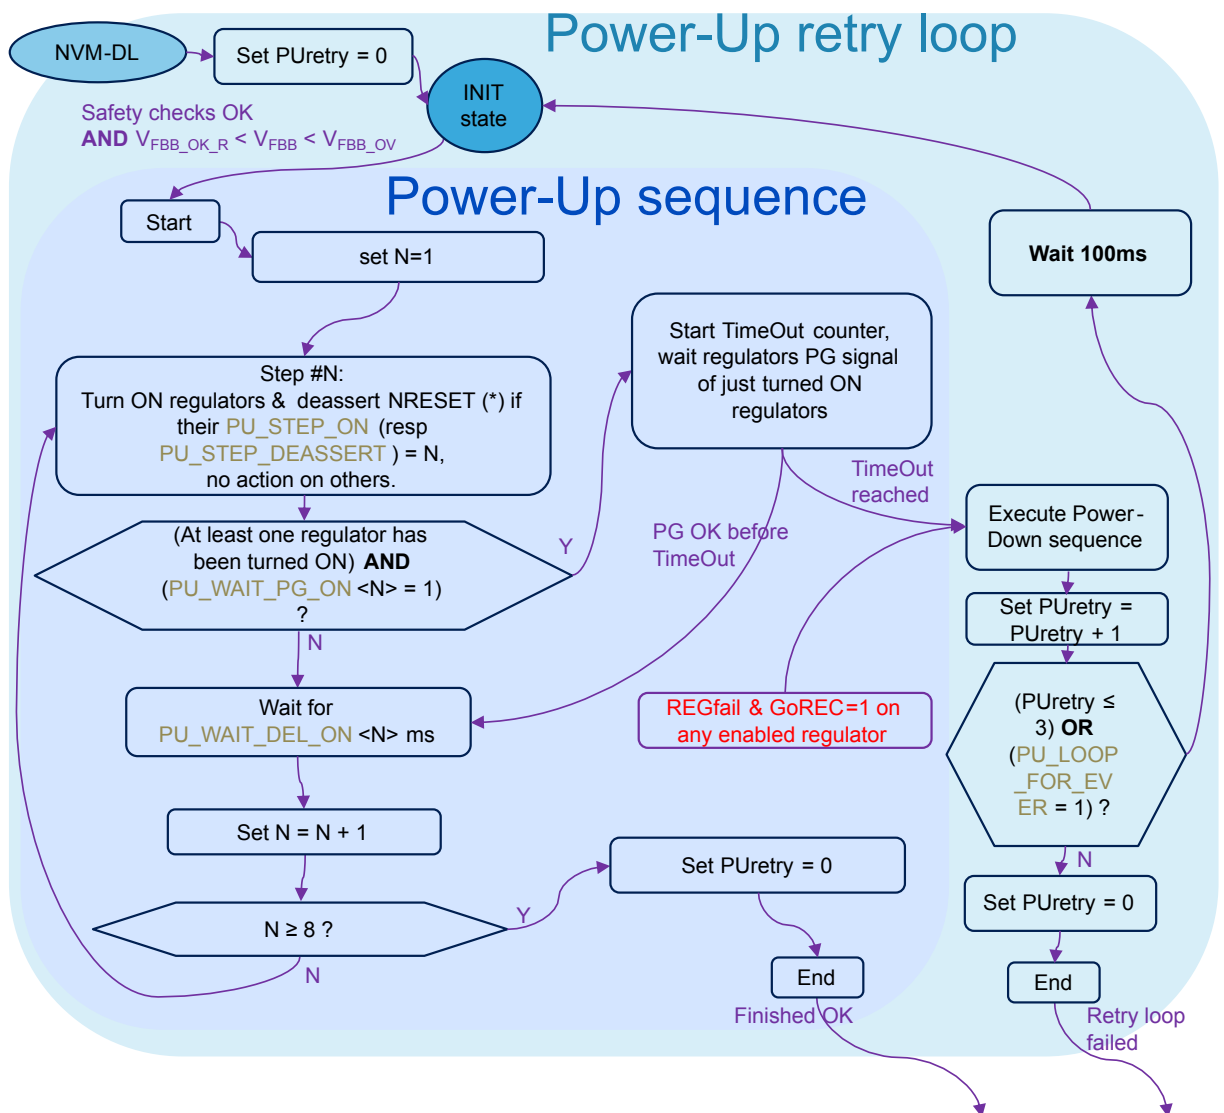 Power-Up retry loop
NVM-DL
Set PUretry = 0
INIT
state
Safety checks OK
AND V_FBB_OK_R < V_FBB < V_FBB_OV
Power-Up sequence
Start
set N=1
Wait 100ms
Start TimeOut counter,
wait regulators PG signal
of just turned ON
regulators
Step #N:
Turn ON regulators & deassert NRESET (*) if
their PU_STEP_ON (resp
PU_STEP_DEASSERT ) = N,
no action on others.
TimeOut
reached
(At least one regulator has
been turned ON) AND
(PU_WAIT_PG_ON <N> = 1)
?
Y
N
PG OK before
TimeOut
Execute Power-
Down sequence
Set PUretry =
PUretry + 1
Wait for
PU_WAIT_DEL_ON <N> ms
REGfail & GoREC=1 on
any enabled regulator
(PUretry ≤
3) OR
(PU_LOOP
_FOR_EV
ER = 1) ?
Y
N
Set N = N + 1
Set PUretry = 0
Set PUretry = 0
N ≥ 8 ?
Y
N
End
Finished OK
End
Retry loop
failed